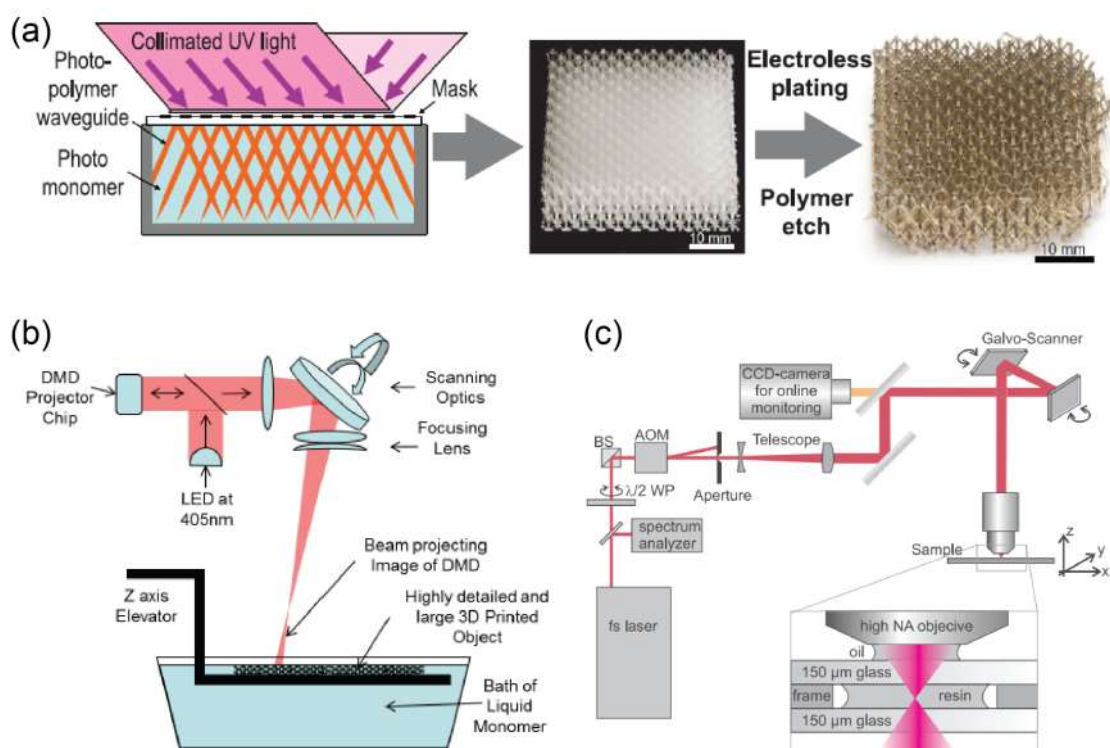 (a)
Collimated UV light
Photo-
polymer
waveguide
Mask
Photo
monomer
10 mm
Electroless
plating
Polymer
etch
10 mm
(b)
DMD
Projector
Chip
Scanning
Optics
Focusing
Lens
LED at
405nm
Beam projecting
Image of DMD
Z axis
Elevator
Highly detailed and
large 3D Printed
Object
Bath of
Liquid
Monomer
(c)
Galvo-Scanner
CCD-camera
for online
monitoring
BS
AOM
Telescope
λ/2 WP
Aperture
spectrum
analyzer
Sample
z
y
x
fs laser
high NA objecive
oil
150 µm glass
frame
resin
150 µm glass